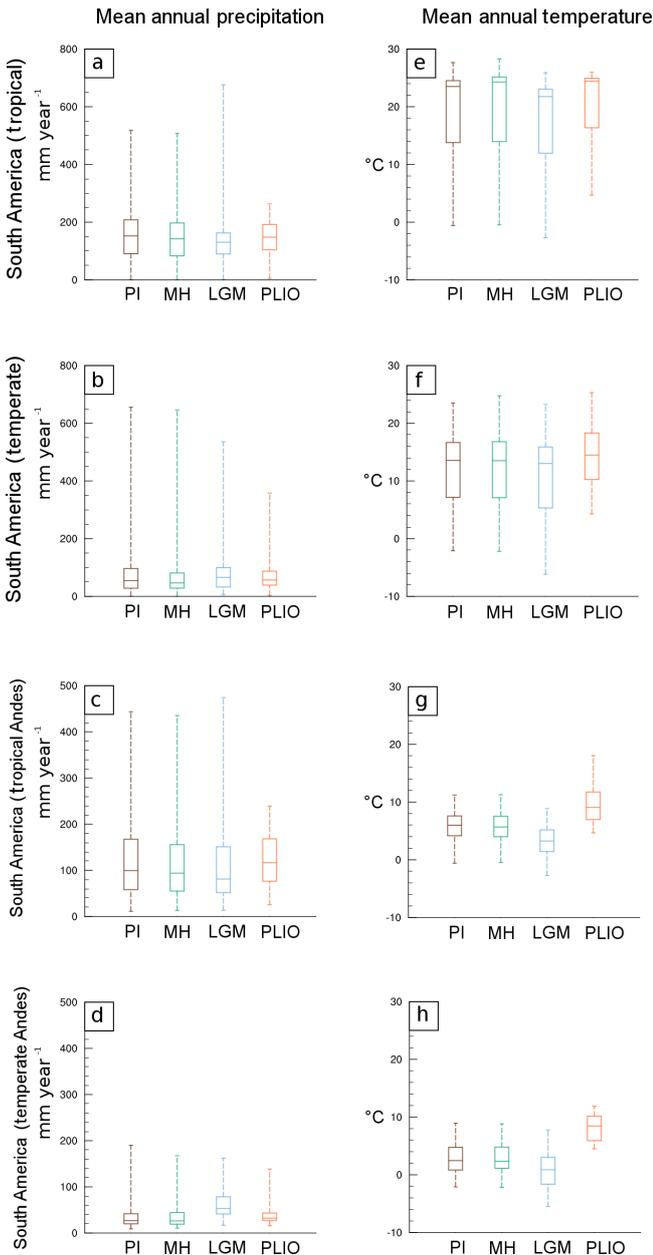 Mean annual precipitation
Mean annual temperature
South America (tropical)
mm year -1
800
600
400
200
0
a
PI MH LGM PLIO
°C
30
20
10
0
-10
e
PI MH LGM PLIO
South America (temperate)
mm year -1
800
600
400
200
0
b
PI MH LGM PLIO
°C
30
20
10
0
-10
f
PI MH LGM PLIO
South America (tropical Andes)
mm year -1
500
400
300
200
100
0
c
PI MH LGM PLIO
°C
30
20
10
0
-10
g
PI MH LGM PLIO
South America (temperate Andes)
mm year -1
500
400
300
200
100
0
d
PI MH LGM PLIO
°C
30
20
10
0
-10
h
PI MH LGM PLIO